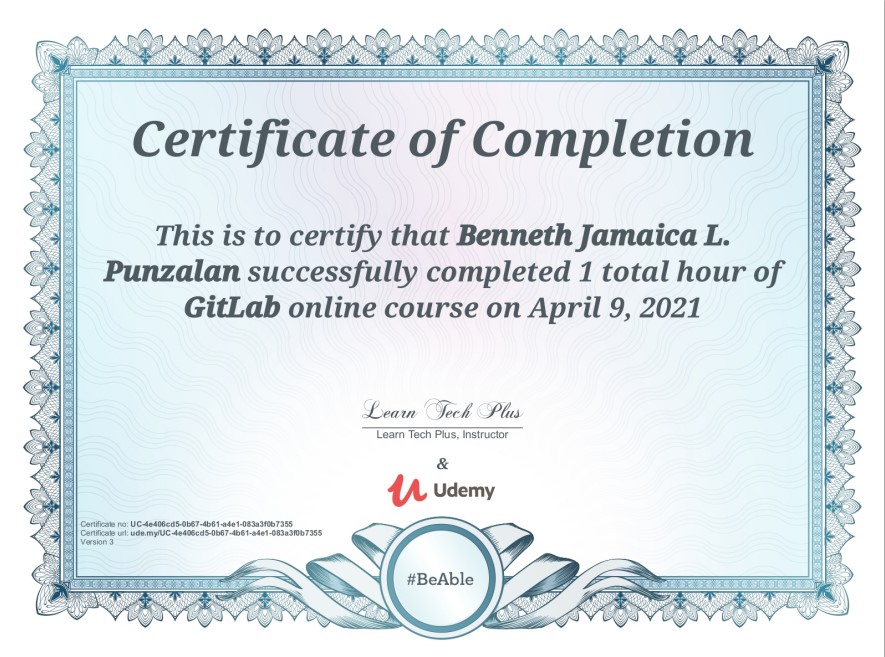 Certificate of Completion
This is to certify that Benneth Jamaica L.
Punzalan successfully completed 1 total hour of
GitLab online course on April 9, 2021
Learn Tech Plus
Learn Tech Plus, Instructor
&
Udemy
Certificate no: UC-4e406cd5-0b67-4b61-a4e1-083a3f0b7355
Certificate url: ude.my/UC-4e406cd5-0b67-4b61-a4e1-083a3f0b7355
Version 3
#BeAble